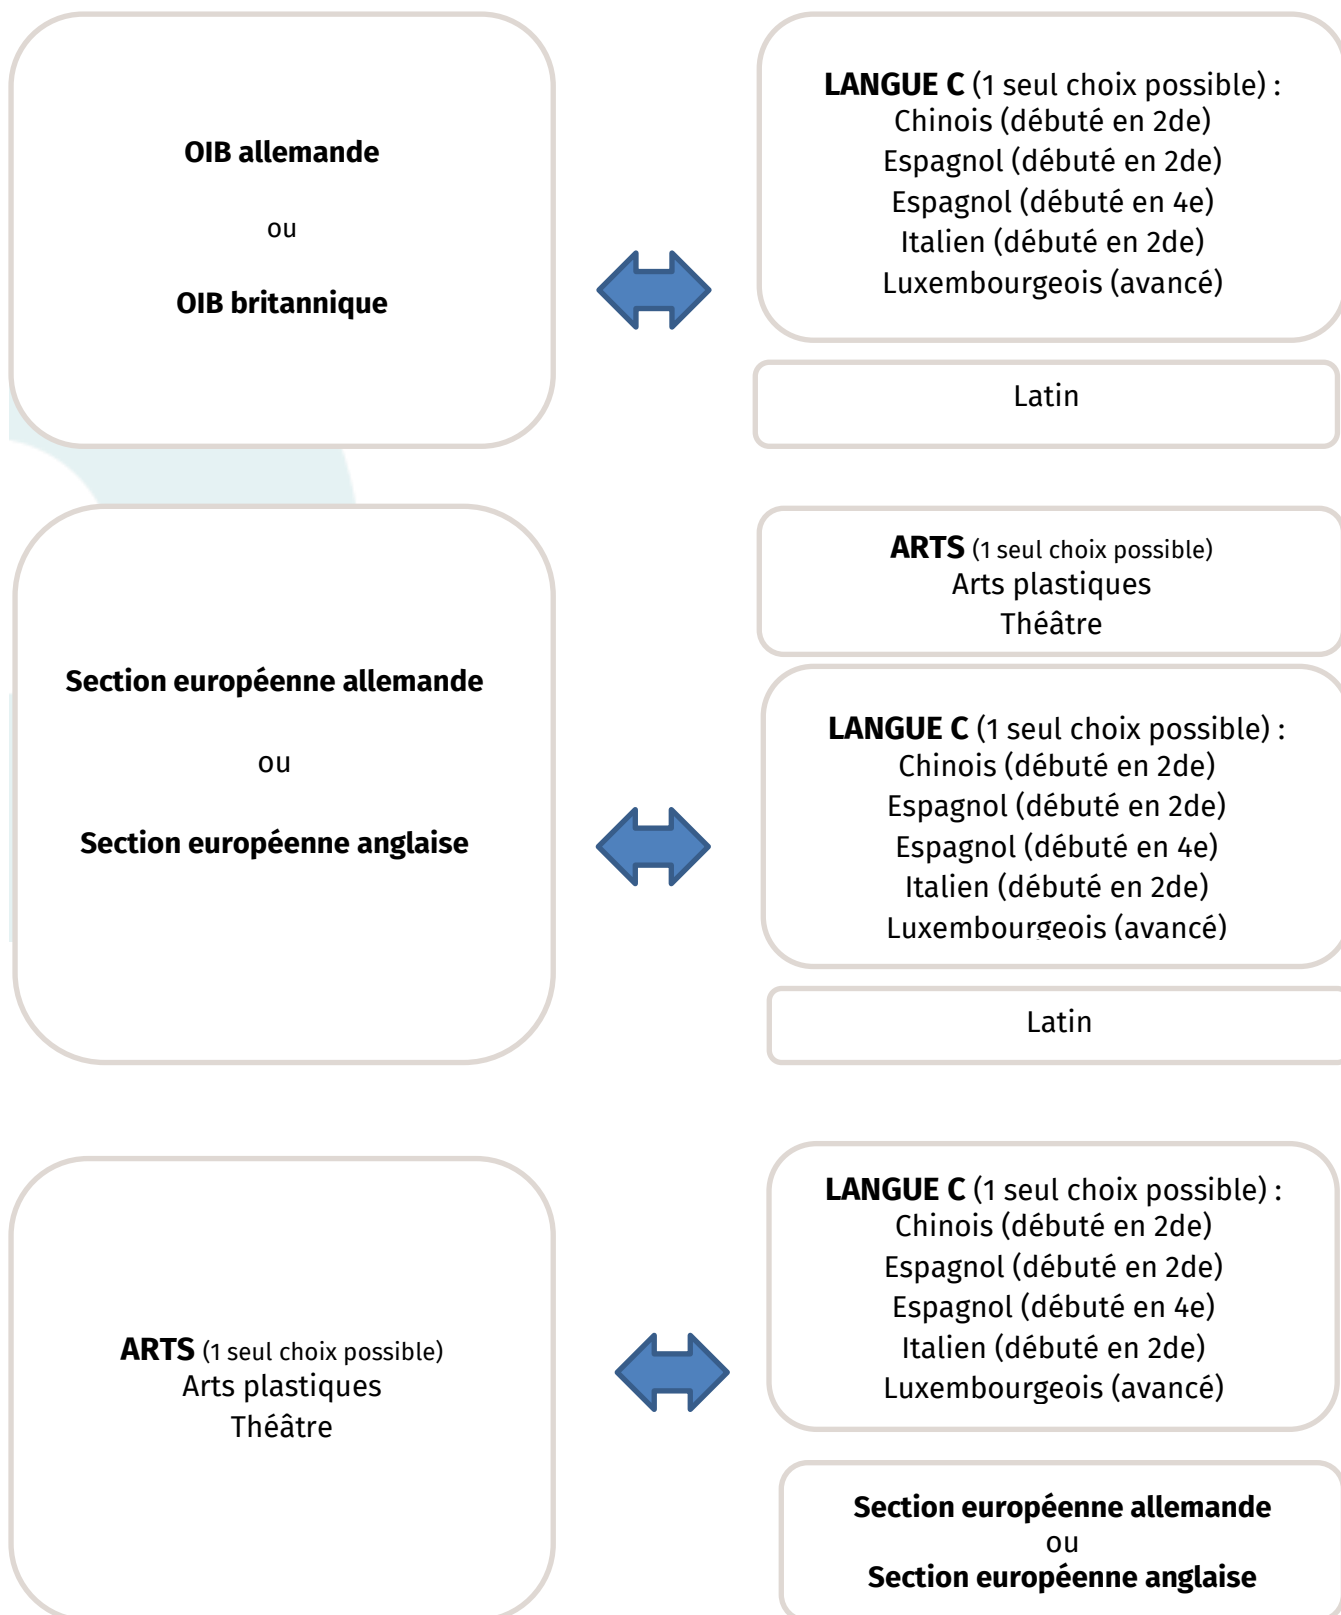 OIB allemande
ou
OIB britannique
LANGUE C (1 seul choix possible) :
Chinois (débuté en 2de)
Espagnol (débuté en 2de)
Espagnol (débuté en 4e)
Italien (débuté en 2de)
Luxembourgeois (avancé)
Latin
Section européenne allemande
ou
Section européenne anglaise
ARTS (1 seul choix possible)
Arts plastiques
Théâtre
LANGUE C (1 seul choix possible) :
Chinois (débuté en 2de)
Espagnol (débuté en 2de)
Espagnol (débuté en 4e)
Italien (débuté en 2de)
Luxembourgeois (avancé)
Latin
ARTS (1 seul choix possible)
Arts plastiques
Théâtre
LANGUE C (1 seul choix possible) :
Chinois (débuté en 2de)
Espagnol (débuté en 2de)
Espagnol (débuté en 4e)
Italien (débuté en 2de)
Luxembourgeois (avancé)
Section européenne allemande
ou
Section européenne anglaise